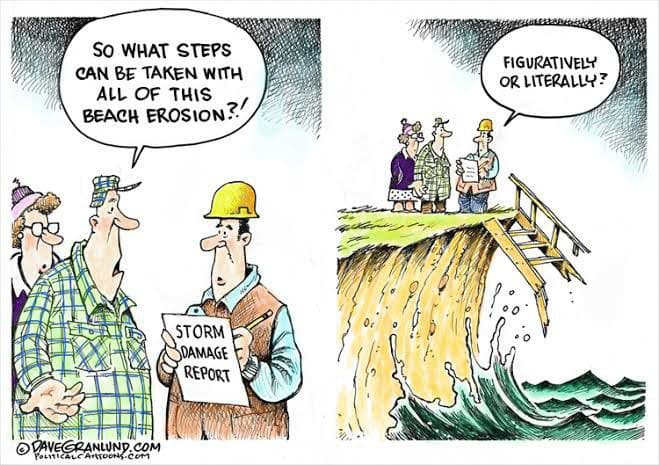 SO WHAT STEPS
CAN BE TAKEN WITH
ALL OF THIS
BEACH EROSION?!
STORM
DAMAGE
REPORT
FIGURATIVELY
OR LITERALLY?
© DAVEGRANLUND.COM
POLITICALCARTOONS.COM